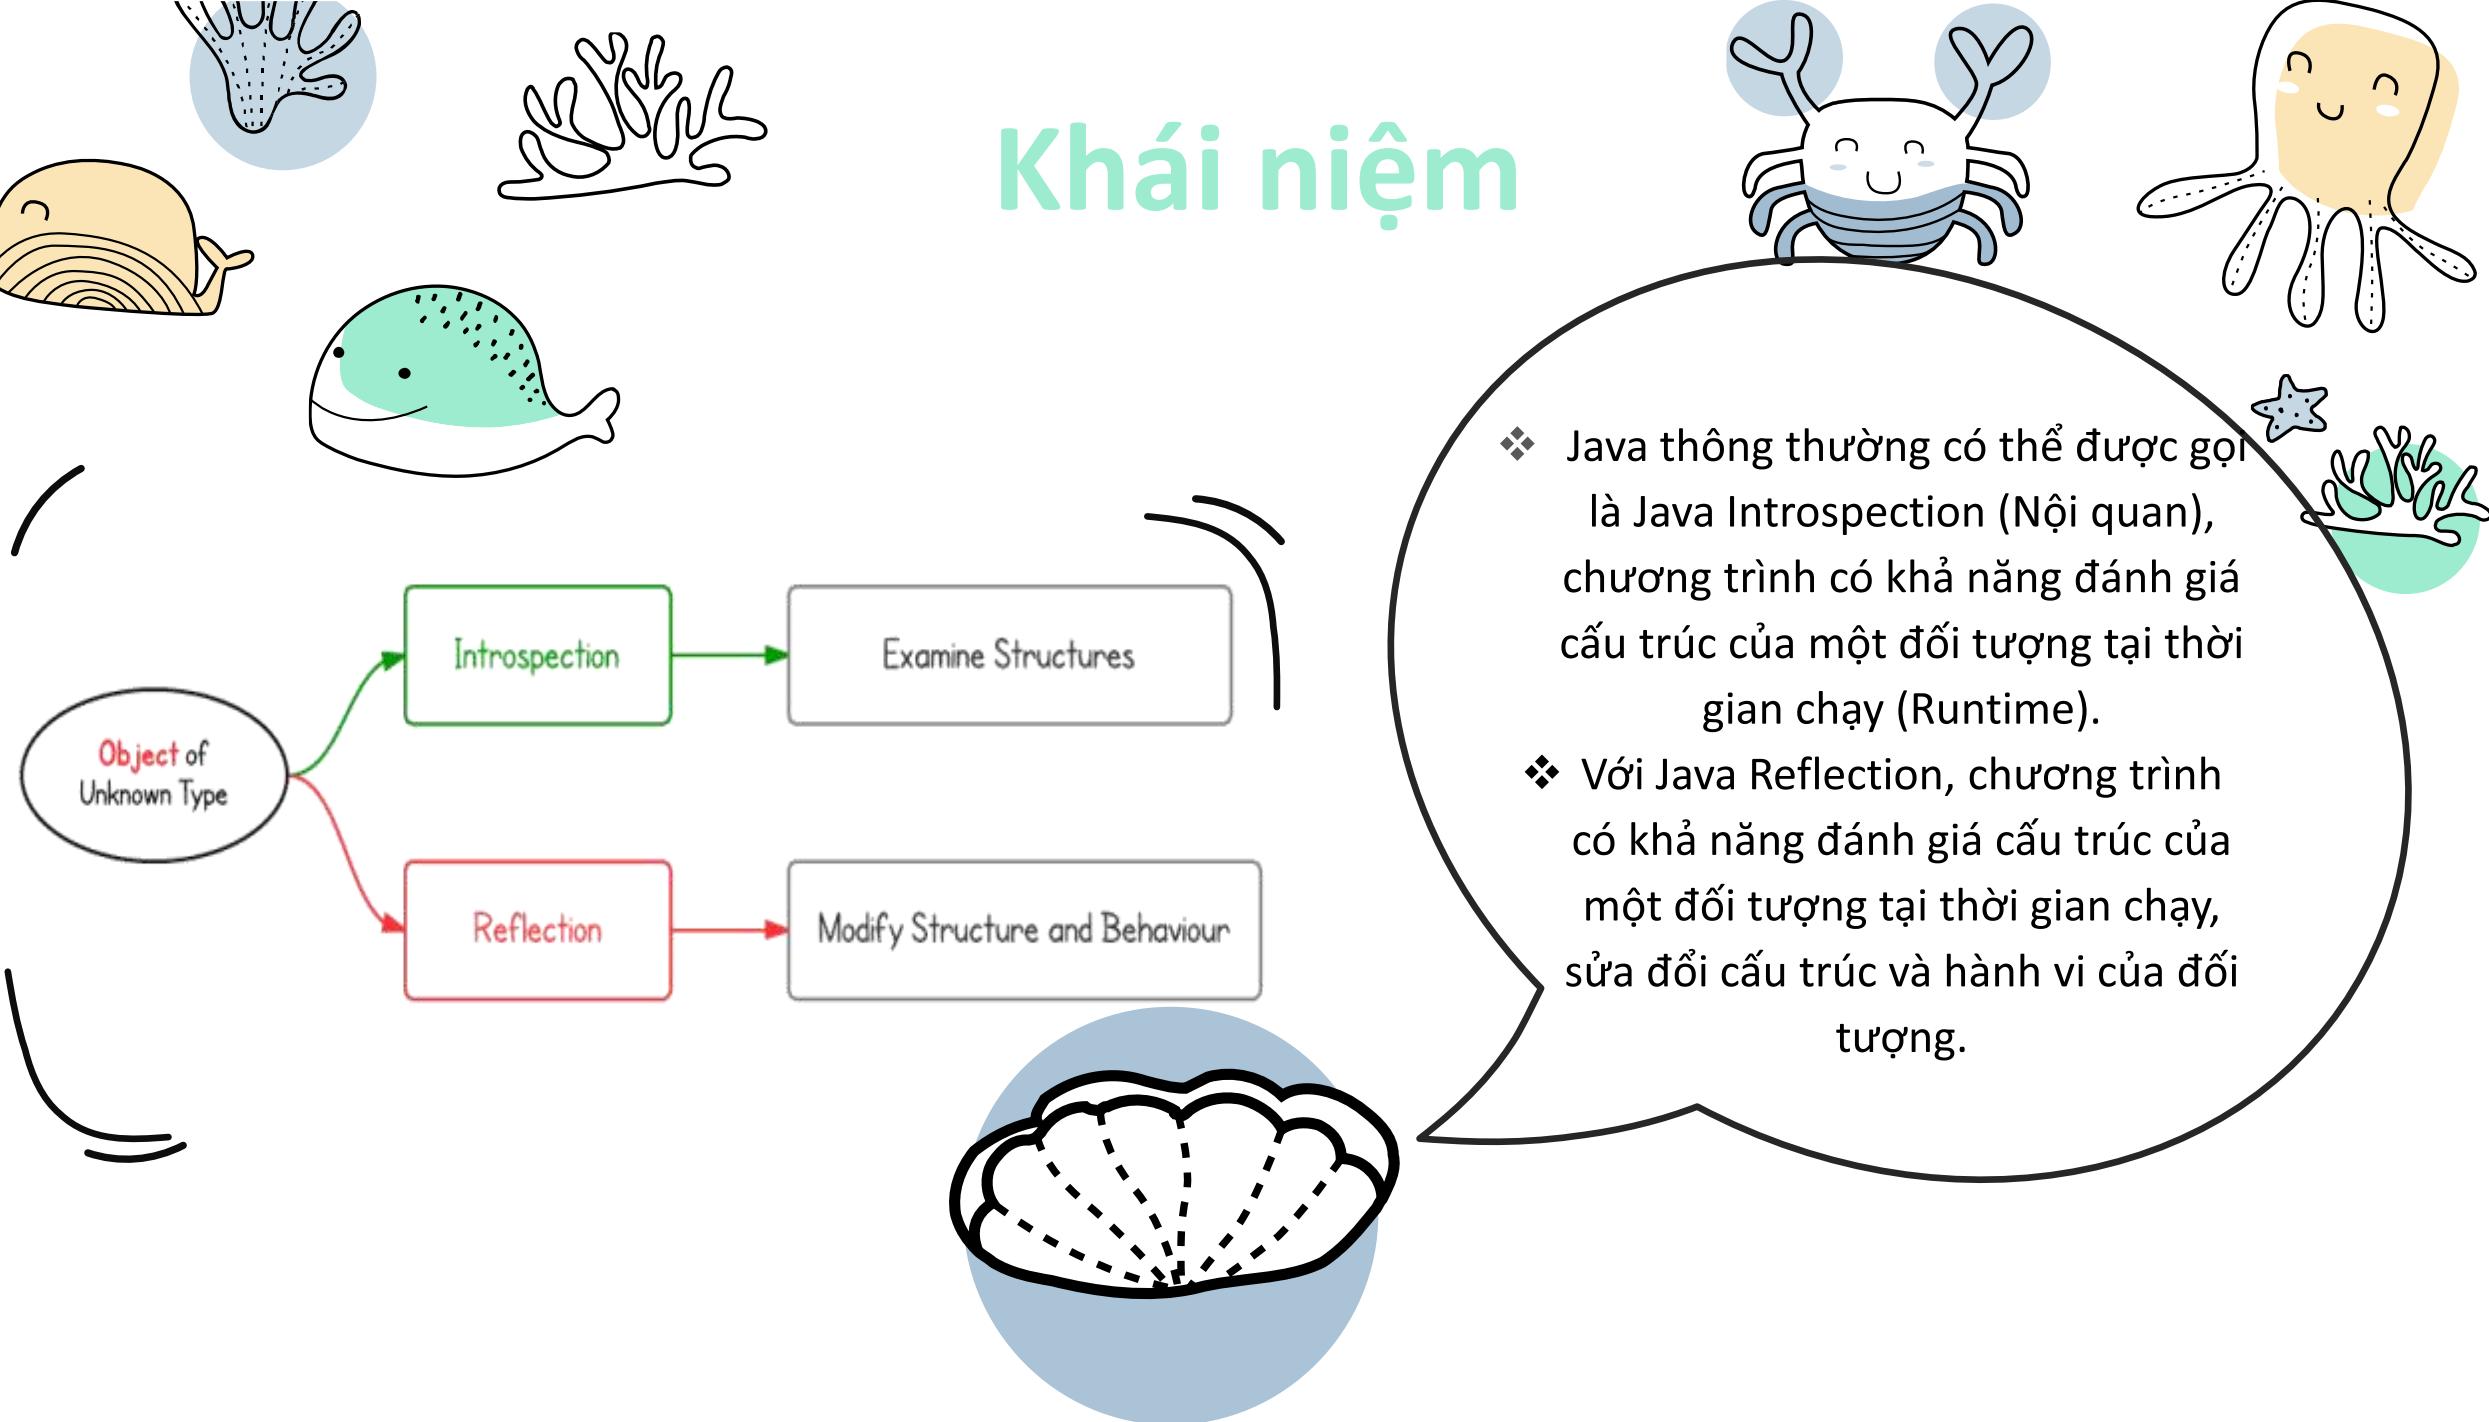 Khái niệm
Introspection
Examine Structures
Object of
Unknown Type
Reflection
Modify Structure and Behaviour
❖ Java thông thường có thể được gọi
là Java Introspection (Nội quan),
chương trình có khả năng đánh giá
cấu trúc của một đối tượng tại thời
gian chạy (Runtime).
❖ Với Java Reflection, chương trình
có khả năng đánh giá cấu trúc của
một đối tượng tại thời gian chạy,
sửa đổi cấu trúc và hành vi của đối
tượng.